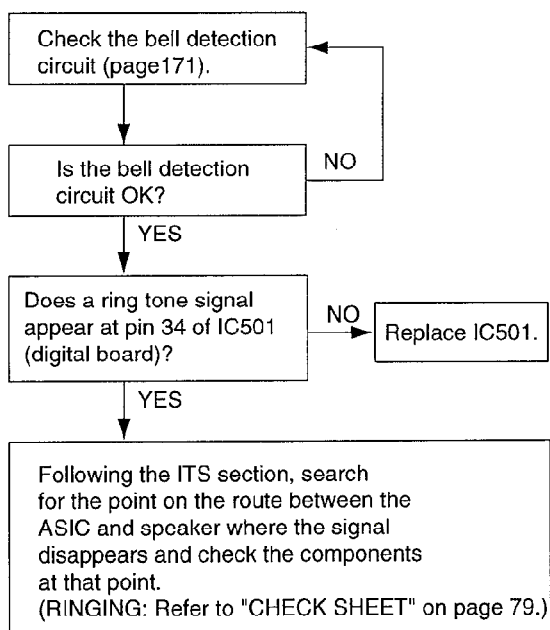 Check the bell detection
circuit (page171).
Is the bell detection
circuit OK?
NO
YES
Does a ring tone signal
appear at pin 34 of IC501
(digital board)?
NO
Replace IC501.
YES
Following the ITS section, search
for the point on the route between the
ASIC and speaker where the signal
disappears and check the components
at that point.
(RINGING: Refer to "CHECK SHEET" on page 79.)